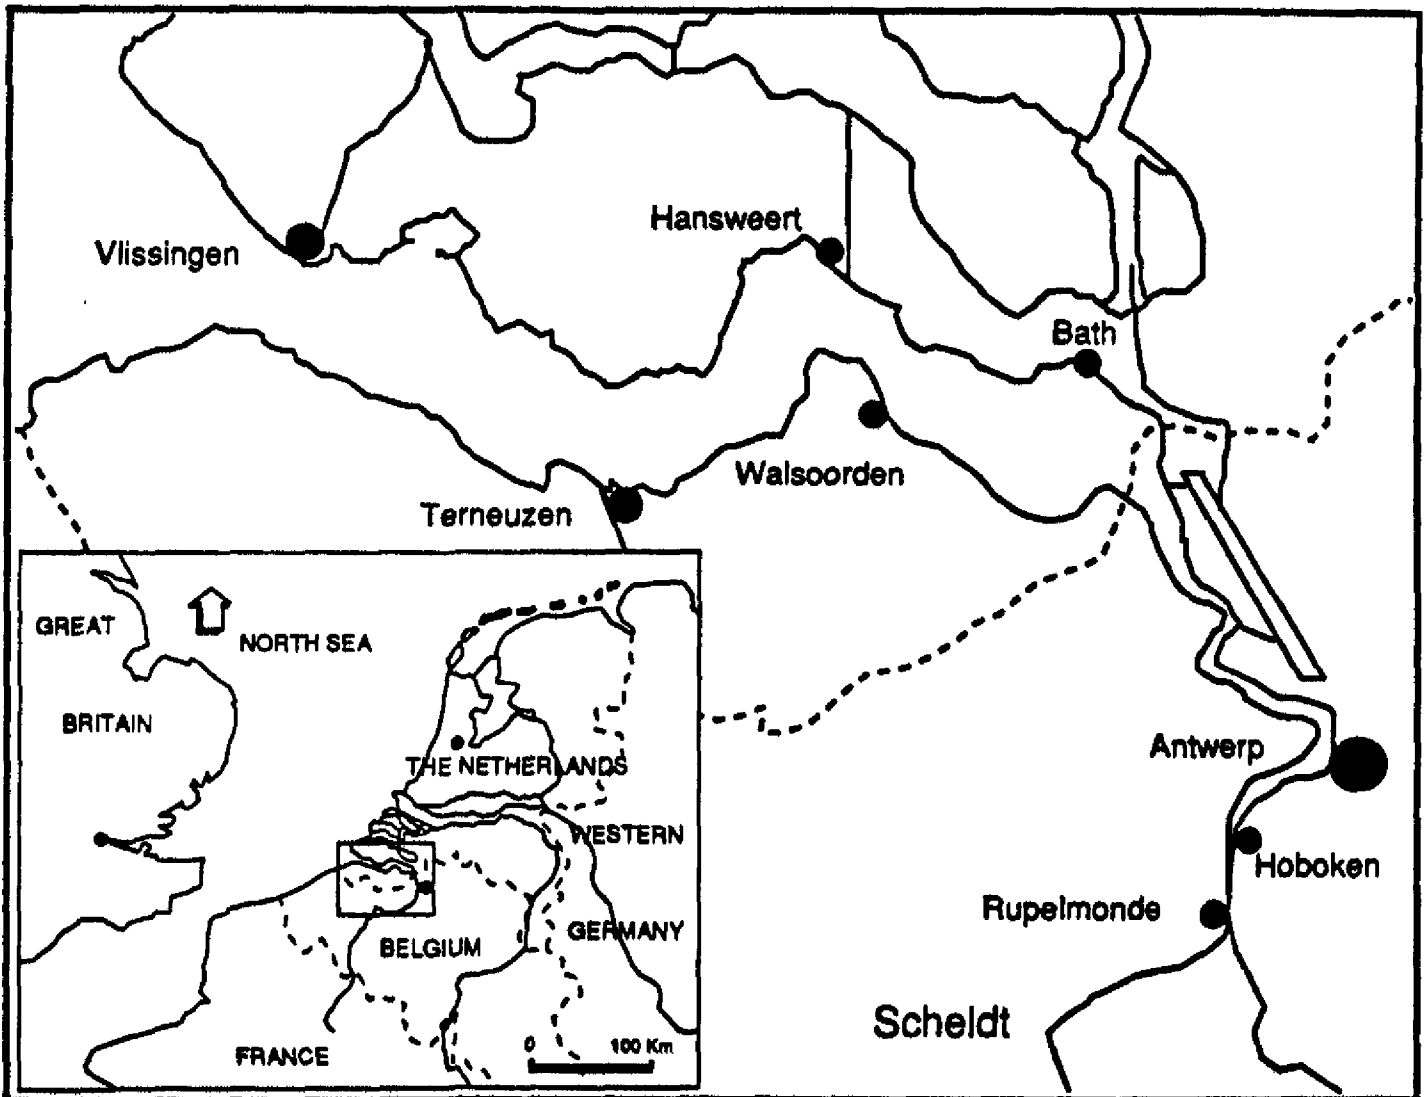 Hansweert
Vlissingen
Bath
Walsoorden
Terneuzen
GREAT
NORTH SEA
BRITAIN
Antwerp
THE NETHERLANDS
WESTERN
Hoboken
Rupelmonde
GERMANY
BELGIUM
Scheldt
0 100 Km
FRANCE